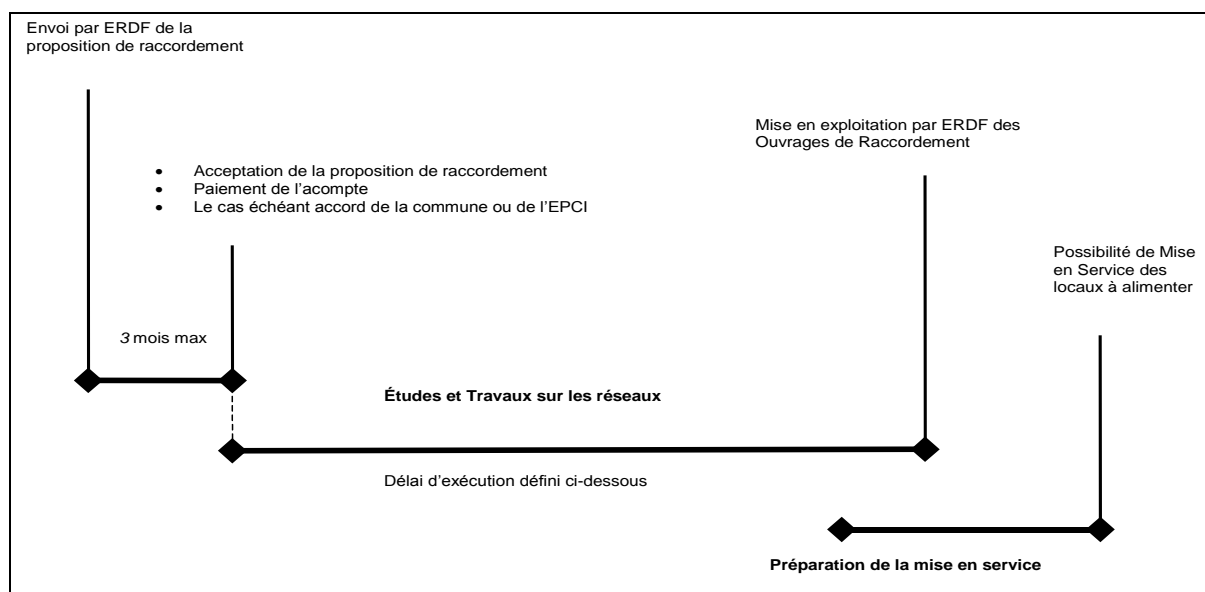 Envoi par ERDF de la
proposition de raccordement
Mise en exploitation par ERDF des
Ouvrages de Raccordement
• Acceptation de la proposition de raccordement
• Paiement de l’acompte
• Le cas échéant accord de la commune ou de l’EPCI
Possibilité de Mise
en Service des
locaux à alimenter
3 mois max
Études et Travaux sur les réseaux
Délai d’exécution défini ci-dessous
Préparation de la mise en service